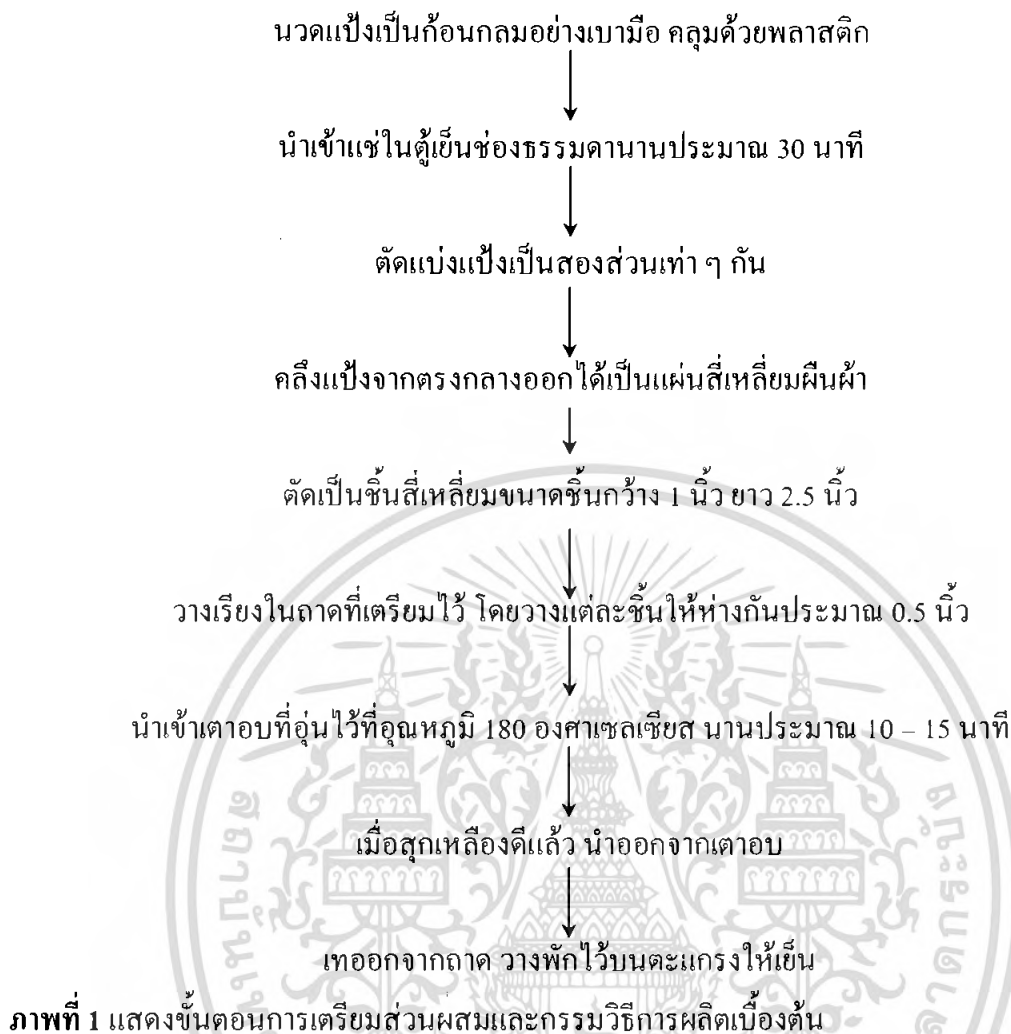 นวดแป้งเป็นก้อนกลมอย่างเบามือ คลุมด้วยพลาสติก
นำเข้าแช่ในตู้เย็นช่องธรรมดานานประมาณ 30 นาที
ตัดแบ่งแป้งเป็นสองส่วนเท่า ๆ กัน
คลึงแป้งจากตรงกลางออกได้เป็นแผ่นสี่เหลี่ยมผืนผ้า
ตัดเป็นชิ้นสี่เหลี่ยมขนาดชิ้นกว้าง 1 นิ้ว ยาว 2.5 นิ้ว
วางเรียงในถาดที่เตรียมไว้ โดยวางแต่ละชิ้นให้ห่างกันประมาณ 0.5 นิ้ว
นำเข้าเตาอบที่อุ่นไว้ที่อุณหภูมิ 180 องศาเซลเซียส นานประมาณ 10 – 15 นาที
เมื่อสุกเหลืองดีแล้ว นำออกจากเตาอบ
เทออกจากถาด วางพักไว้บนตะแกรงให้เย็น
ภาพที่ 1 แสดงขั้นตอนการเตรียมส่วนผสมและกรรมวิธีการผลิตเบื้องต้น